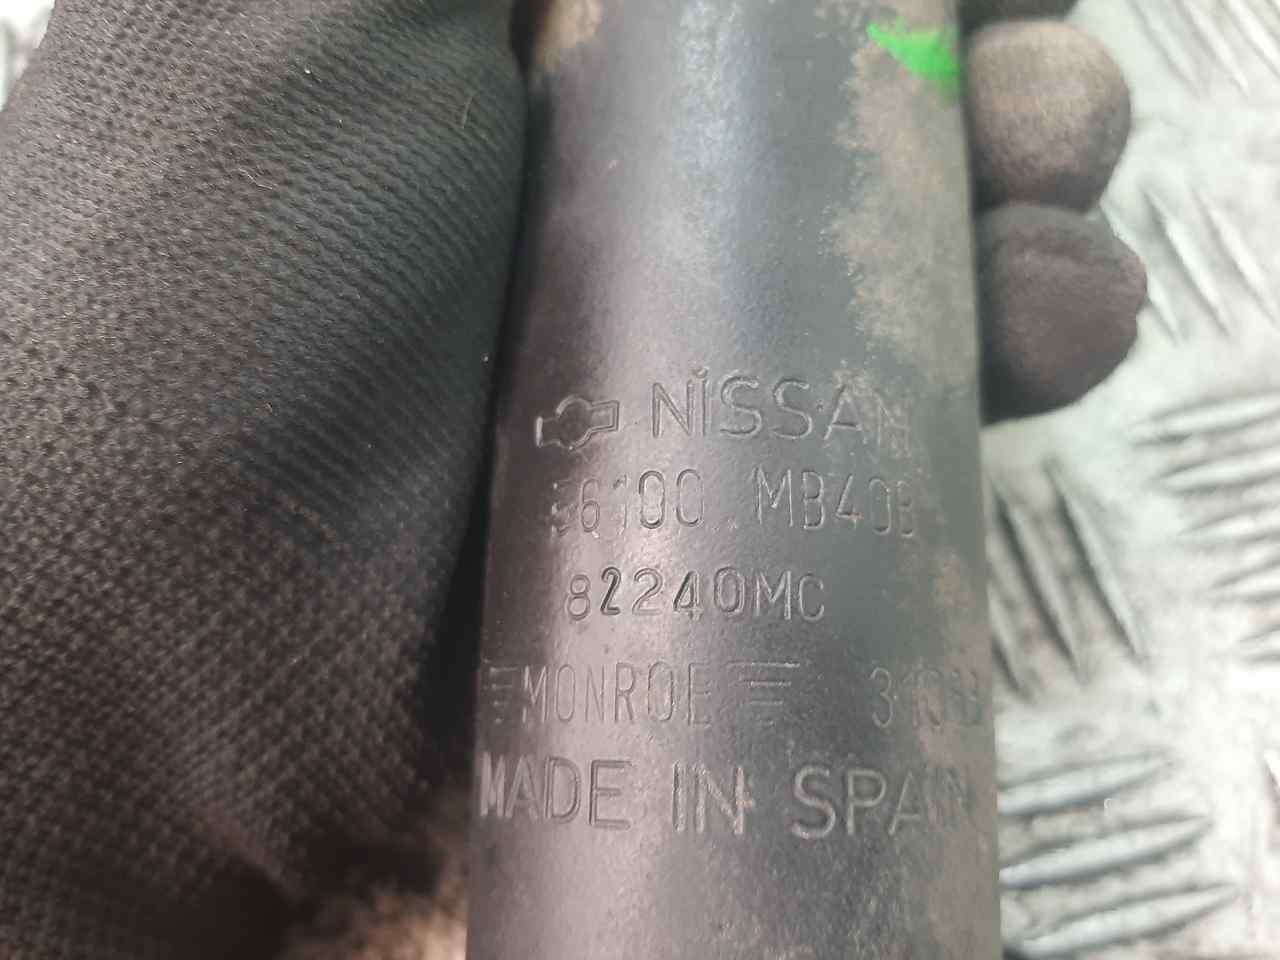 NISSAN
56100 MB40B
82240MC
MONROE
MADE IN SPAIN